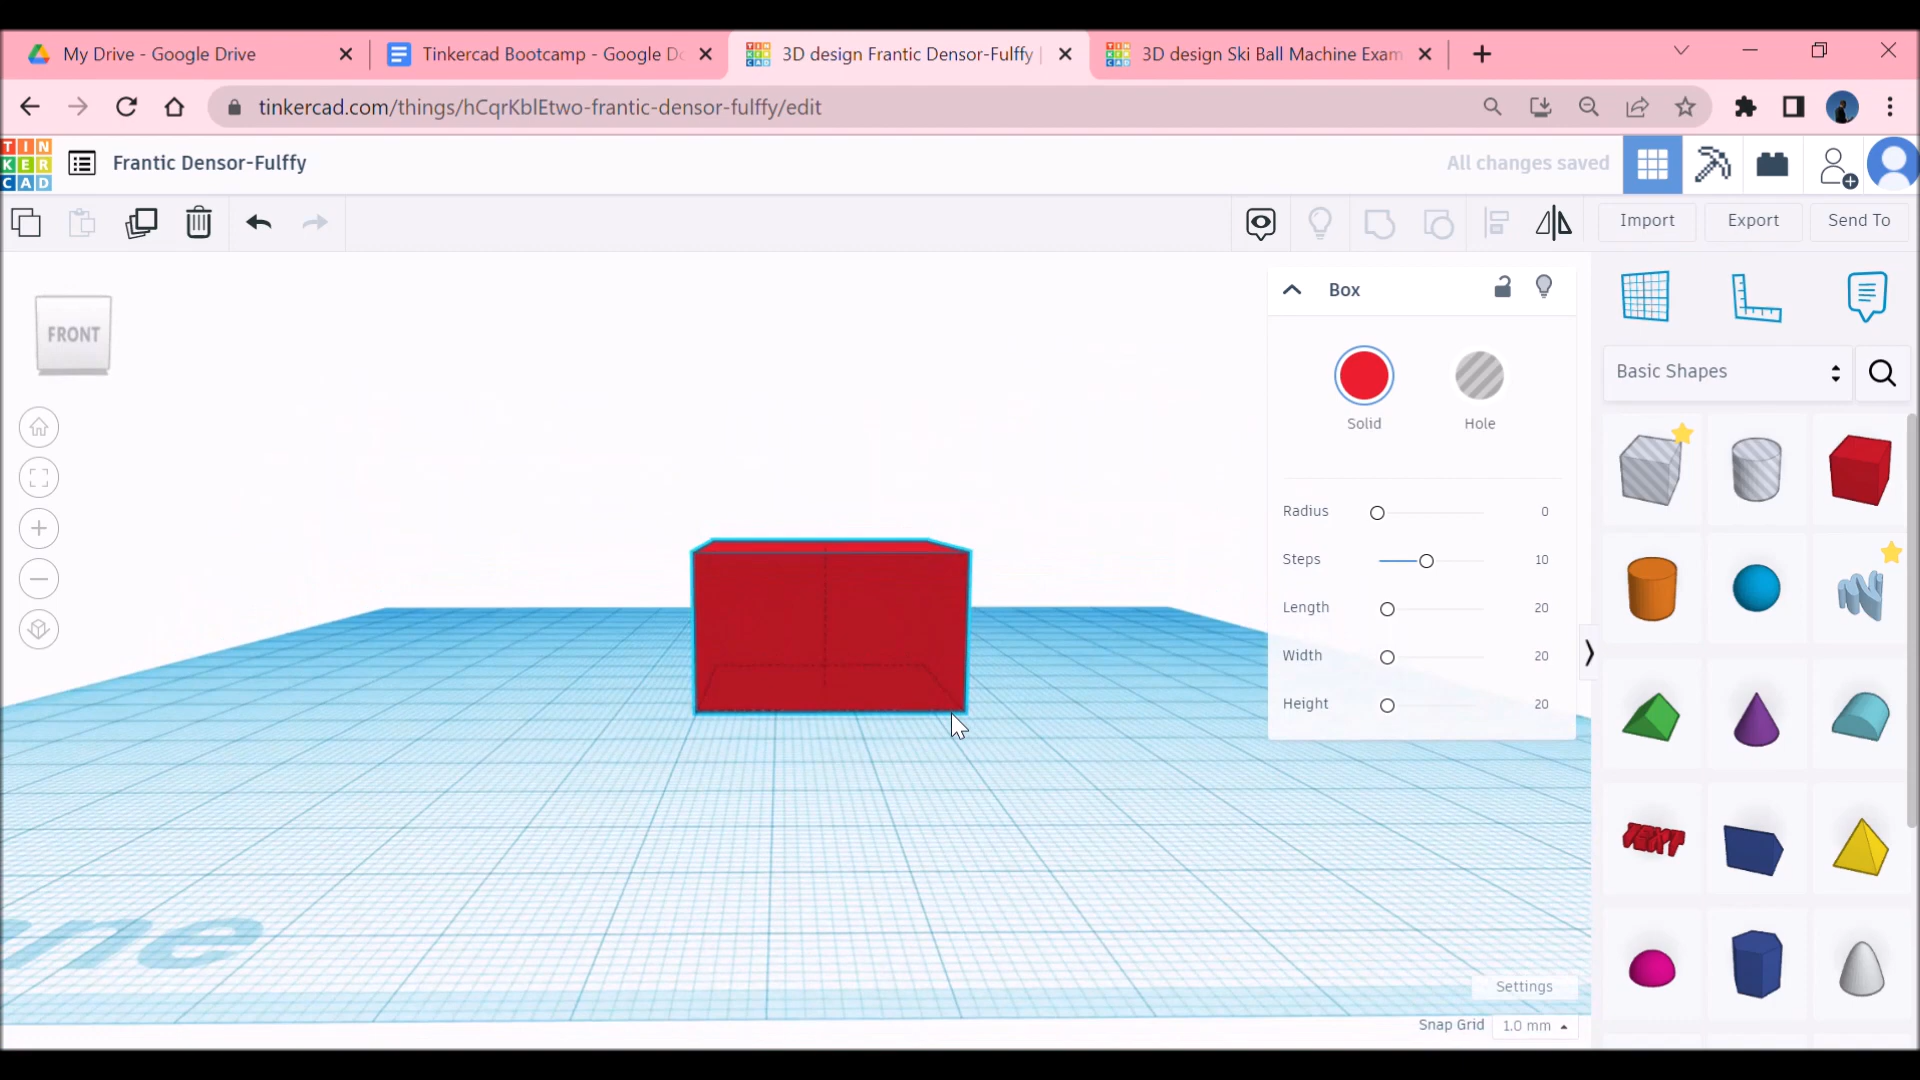 My Drive - Google Drive
Tinkercad Bootcamp - Google Do
3D design Frantic Densor-Fulffy |
3D design Ski Ball Machine Exam
tinkercad.com/things/hCqrKblEtwo-frantic-densor-fulffy/edit
TIN
KER
CAD
Frantic Densor-Fulffy
All changes saved
Import
Export
Send To
FRONT
Box
Solid
Hole
Basic Shapes
Radius 0
Steps 10
Length 20
Width 20
Height 20
TEXT
ne
Settings
Snap Grid 1.0 mm